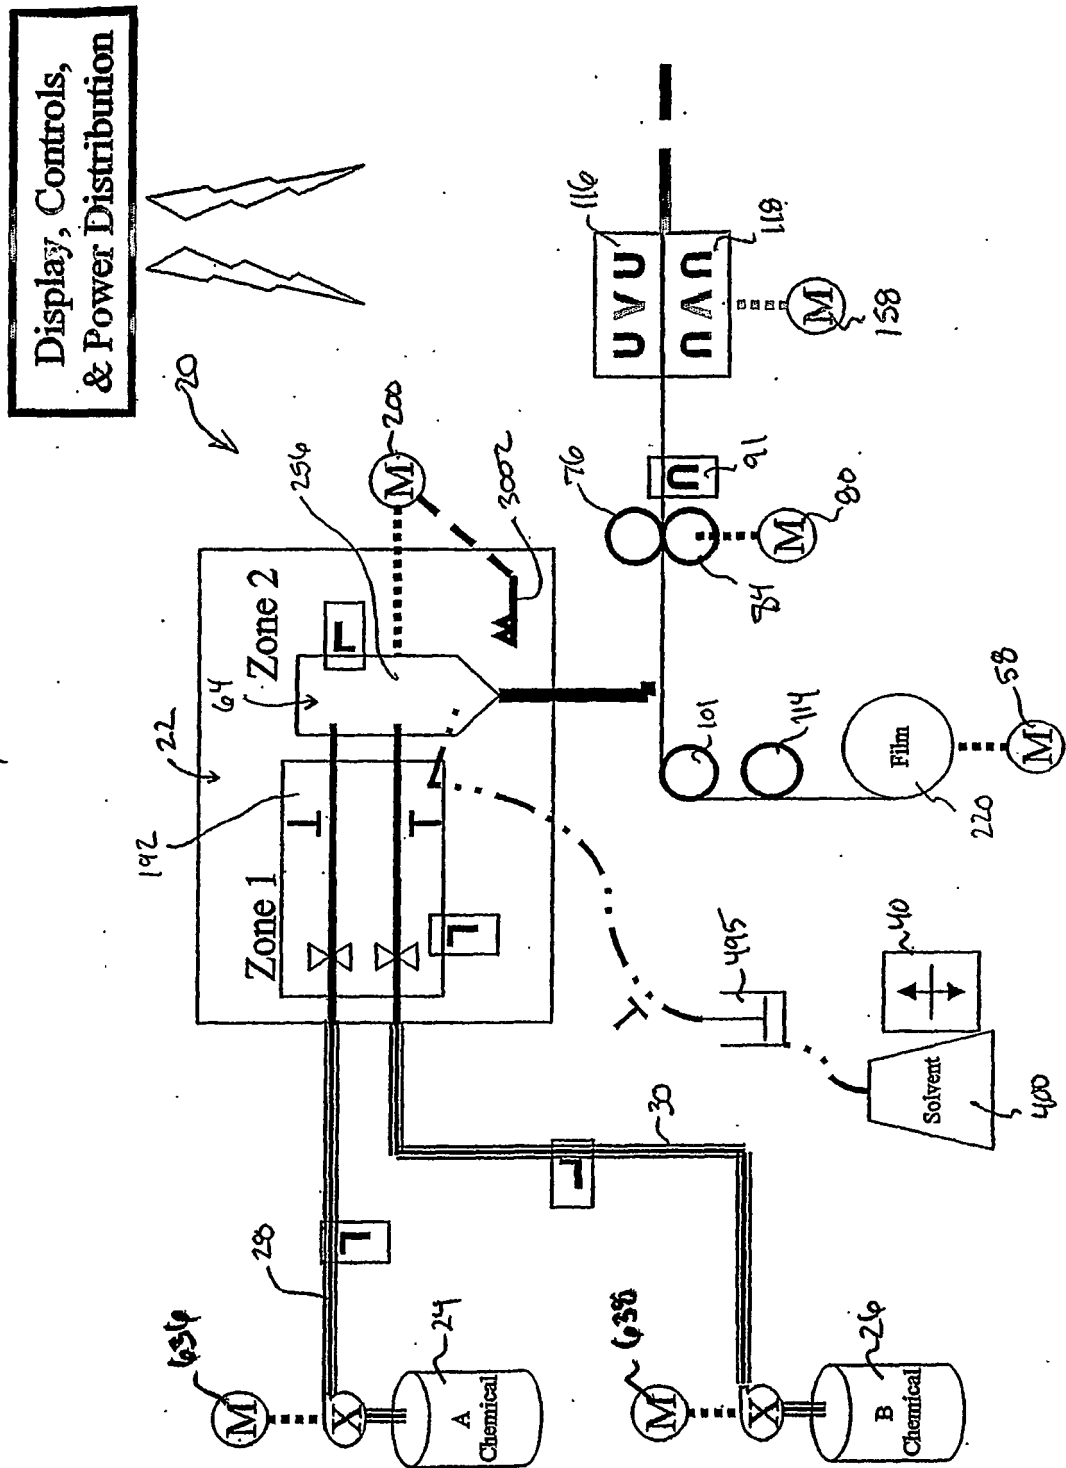 Display, Controls,
& Power Distribution
20
22
64
Zone 2
256
M
200
3002
192
Zone 1
T
T
L
L
28
L
30
L
T
636
M
X
24
A
Chemical
638
M
X
26
B
Chemical
495
40
Solvent
400
101
114
Film
220
M
58
76
84
M
80
91
U
116
U V U
U V U
118
M
158